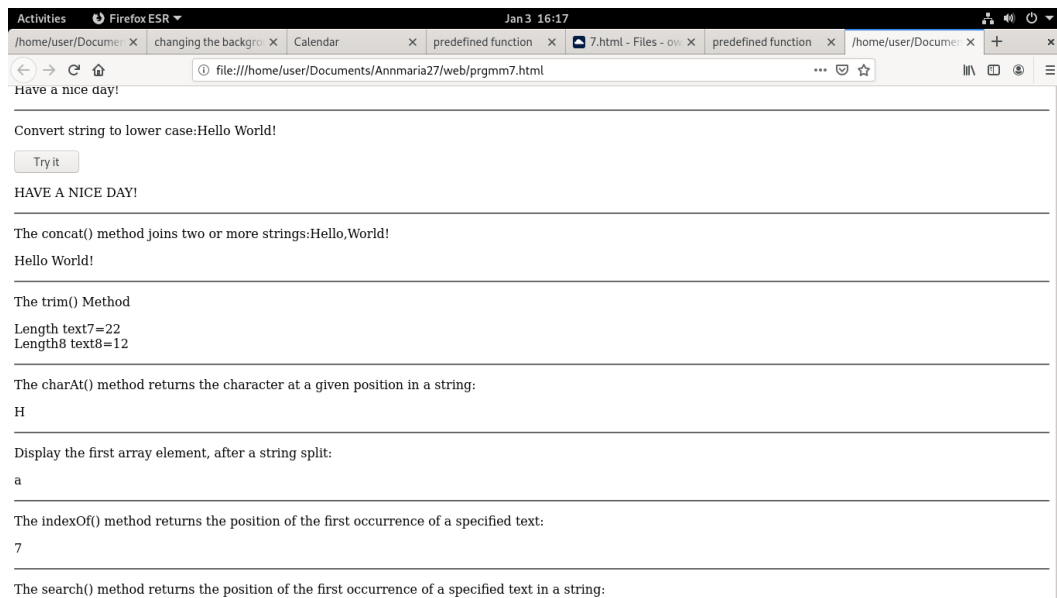 Activities Firefox ESR Jan 3 16:17
/home/user/Documen changing the backgro Calendar predefined function 7.html - Files - ow predefined function /home/user/Documen
file:///home/user/Documents/Annmaria27/web/prgmm7.html
Have a nice day!
Convert string to lower case:Hello World!
Try it
HAVE A NICE DAY!
The concat() method joins two or more strings:Hello,World!
Hello World!
The trim() Method
Length text7=22
Length8 text8=12
The charAt() method returns the character at a given position in a string:
H
Display the first array element, after a string split:
a
The indexOf() method returns the position of the first occurrence of a specified text:
7
The search() method returns the position of the first occurrence of a specified text in a string: